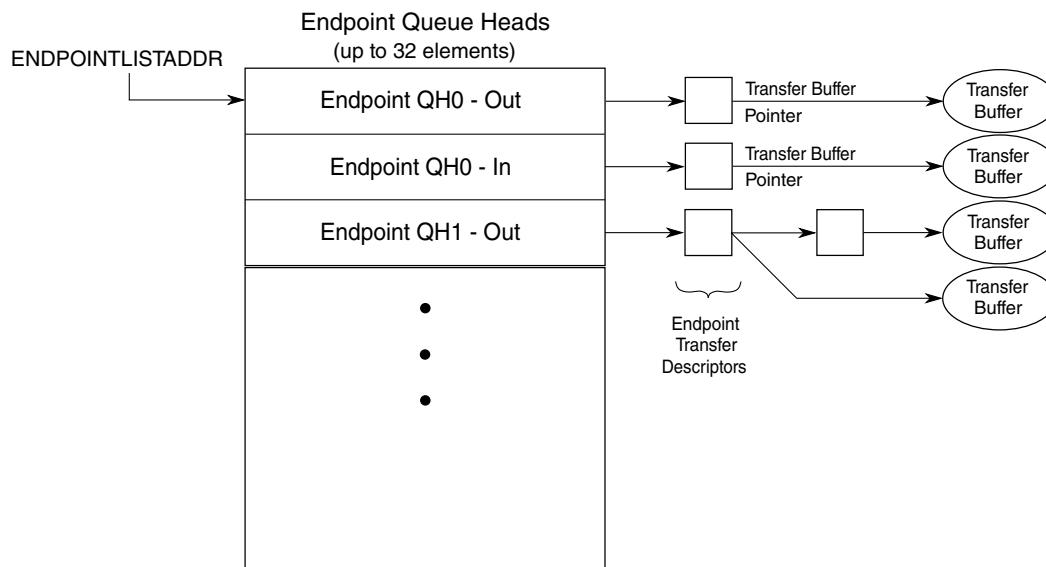 Endpoint Queue Heads
(up to 32 elements)
ENDPOINTLISTADDR
Endpoint QH0 - Out
Transfer Buffer
Pointer
Transfer
Buffer
Endpoint QH0 - In
Transfer Buffer
Pointer
Transfer
Buffer
Endpoint QH1 - Out
Transfer
Buffer
Transfer
Buffer
Endpoint
Transfer
Descriptors